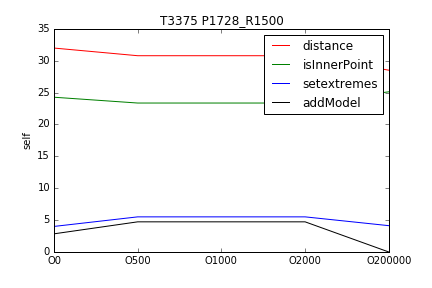 T3375 P1728_R1500
35
30
25
20
15
10
5
0
self
distance
isInnerPoint
setextremes
addModel
O0 O500 O1000 O2000 O200000